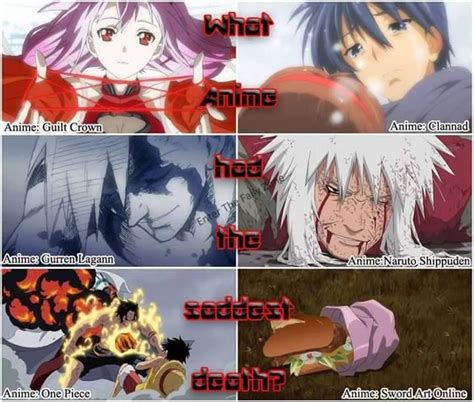 What
Anime
Anime: Guilt Crown
Anime: Clannad
had
the
Anime: Gurren Lagann
Anime:Naruto Shippuden
saddest
death?
Anime: One Piece
Anime: Sword Art Online